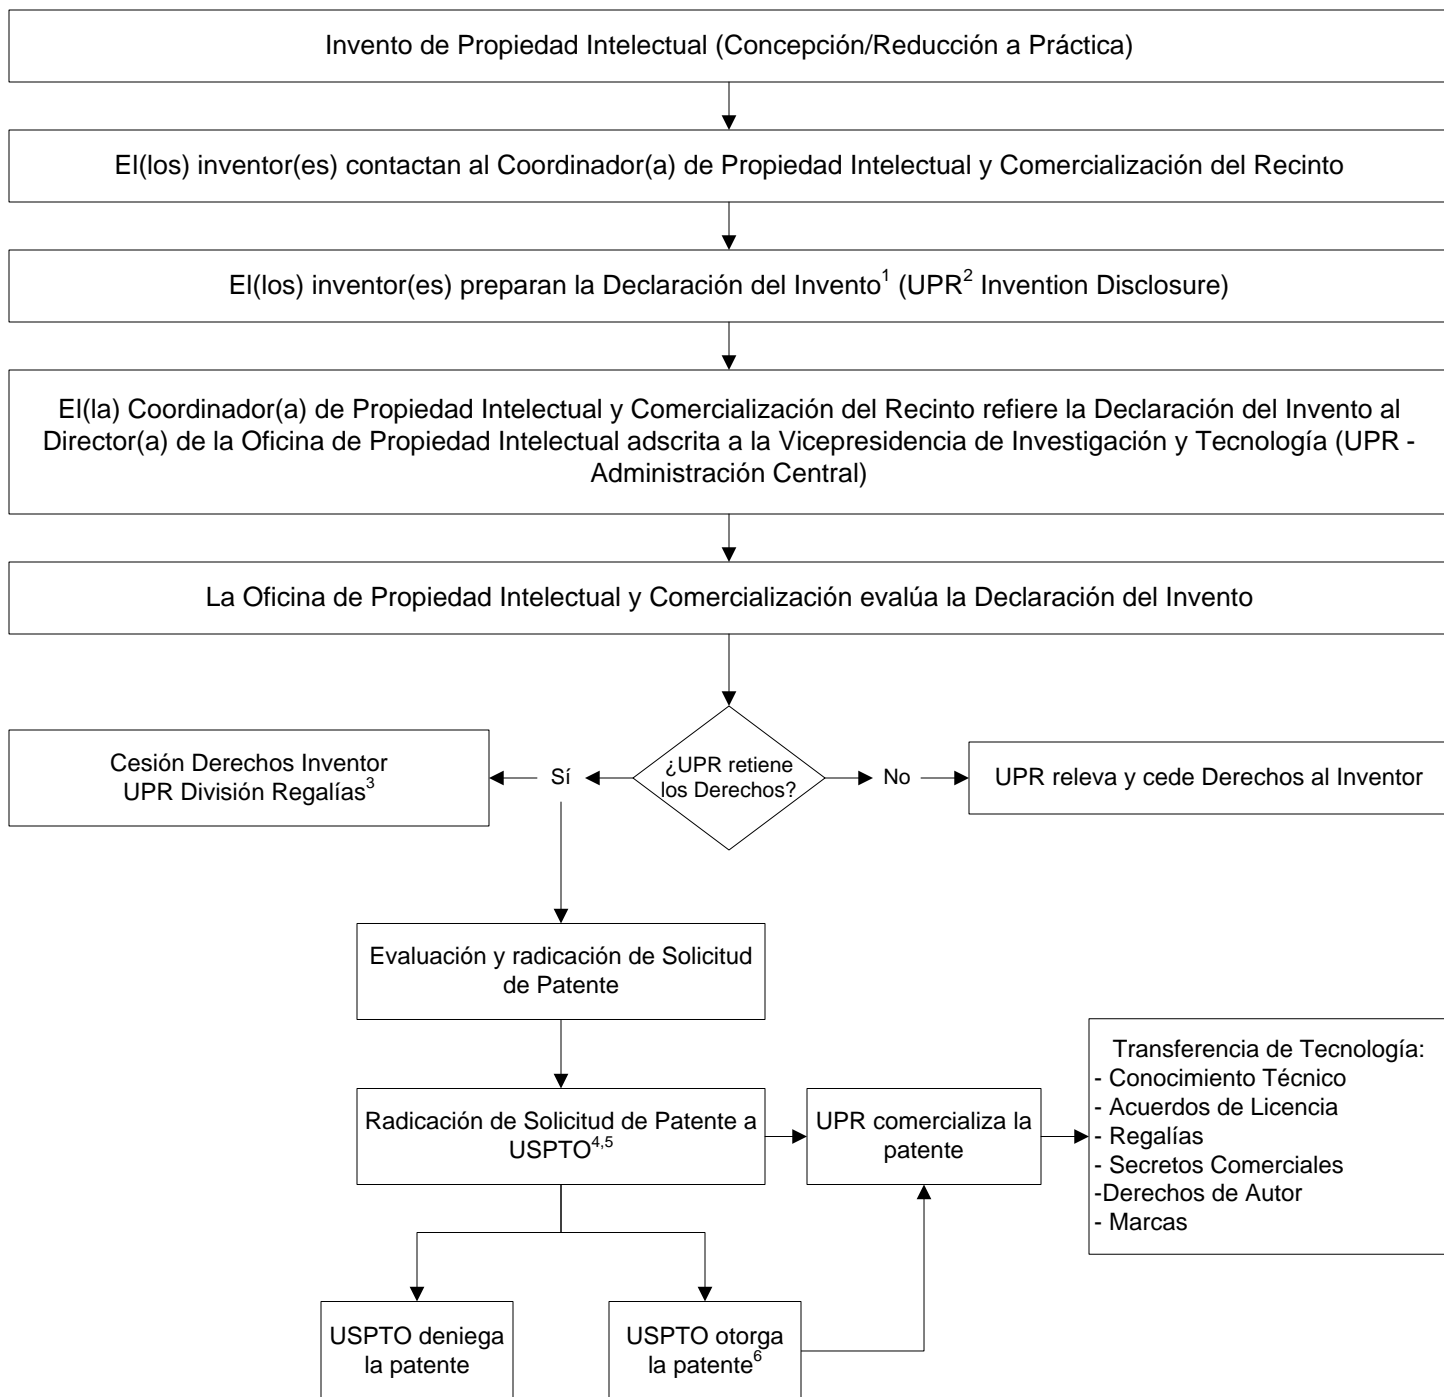 Invento de Propiedad Intelectual (Concepción/Reducción a Práctica)
El(los) inventor(es) contactan al Coordinador(a) de Propiedad Intelectual y Comercialización del Recinto
El(los) inventor(es) preparan la Declaración del Invento¹ (UPR² Invention Disclosure)
El(la) Coordinador(a) de Propiedad Intelectual y Comercialización del Recinto refiere la Declaración del Invento al
Director(a) de la Oficina de Propiedad Intelectual adscrita a la Vicepresidencia de Investigación y Tecnología (UPR -
Administración Central)
La Oficina de Propiedad Intelectual y Comercialización evalúa la Declaración del Invento
Cesión Derechos Inventor
UPR División Regalías³
Sí
¿UPR retiene
los Derechos?
No
UPR releva y cede Derechos al Inventor
Evaluación y radicación de Solicitud
de Patente
Radicación de Solicitud de Patente a
USPTO⁴,⁵
UPR comercializa la
patente
Transferencia de Tecnología:
- Conocimiento Técnico
- Acuerdos de Licencia
- Regalías
- Secretos Comerciales
-Derechos de Autor
- Marcas
USPTO deniega
la patente
USPTO otorga
la patente⁶